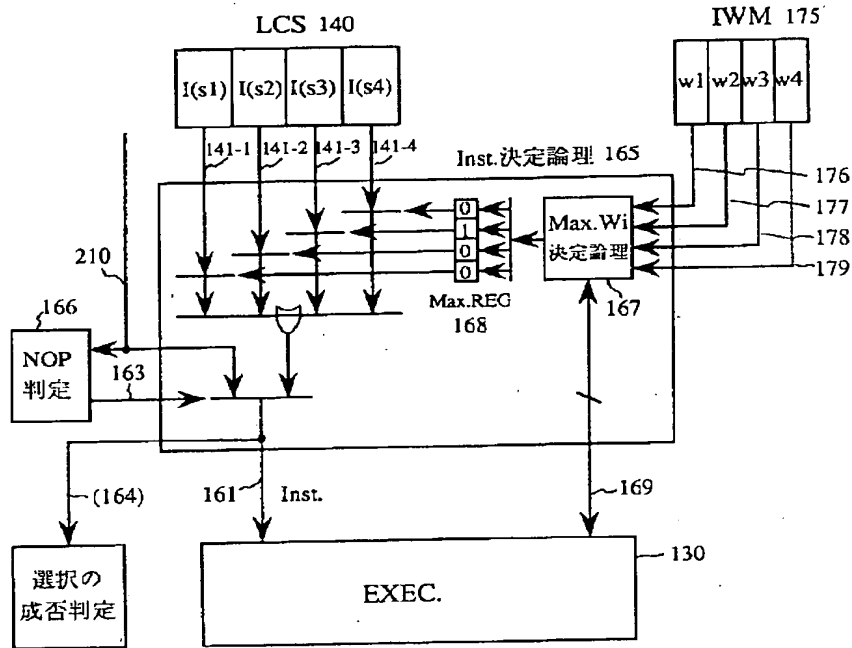 LCS 140
IWM 175
I(s1) I(s2) I(s3) I(s4)
w1 w2 w3 w4
141-1 141-2 141-3 141-4
Inst.決定論理 165
176
177
178
179
0
1
0
0
Max.Wi
決定論理
167
Max.REG
168
210
166
NOP
判定
163
(164)
161
Inst.
169
130
選択の
成否判定
EXEC.